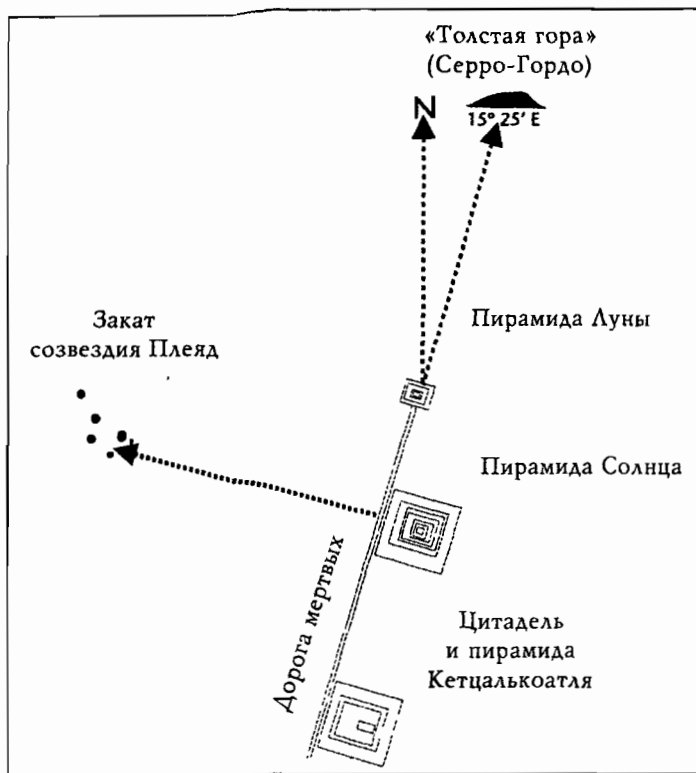 «Толстая гора»
(Серро-Гордо)
N
15° 25' E
Закат
созвездия Плеяд
Пирамида Луны
Пирамида Солнца
Дорога мертвых
Цитадель
и пирамида
Кетцалькоатля